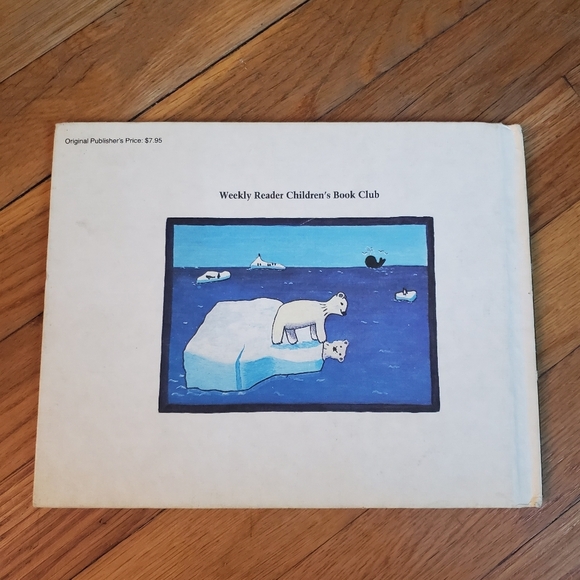 Original Publisher's Price: $7.95
Weekly Reader Children's Book Club